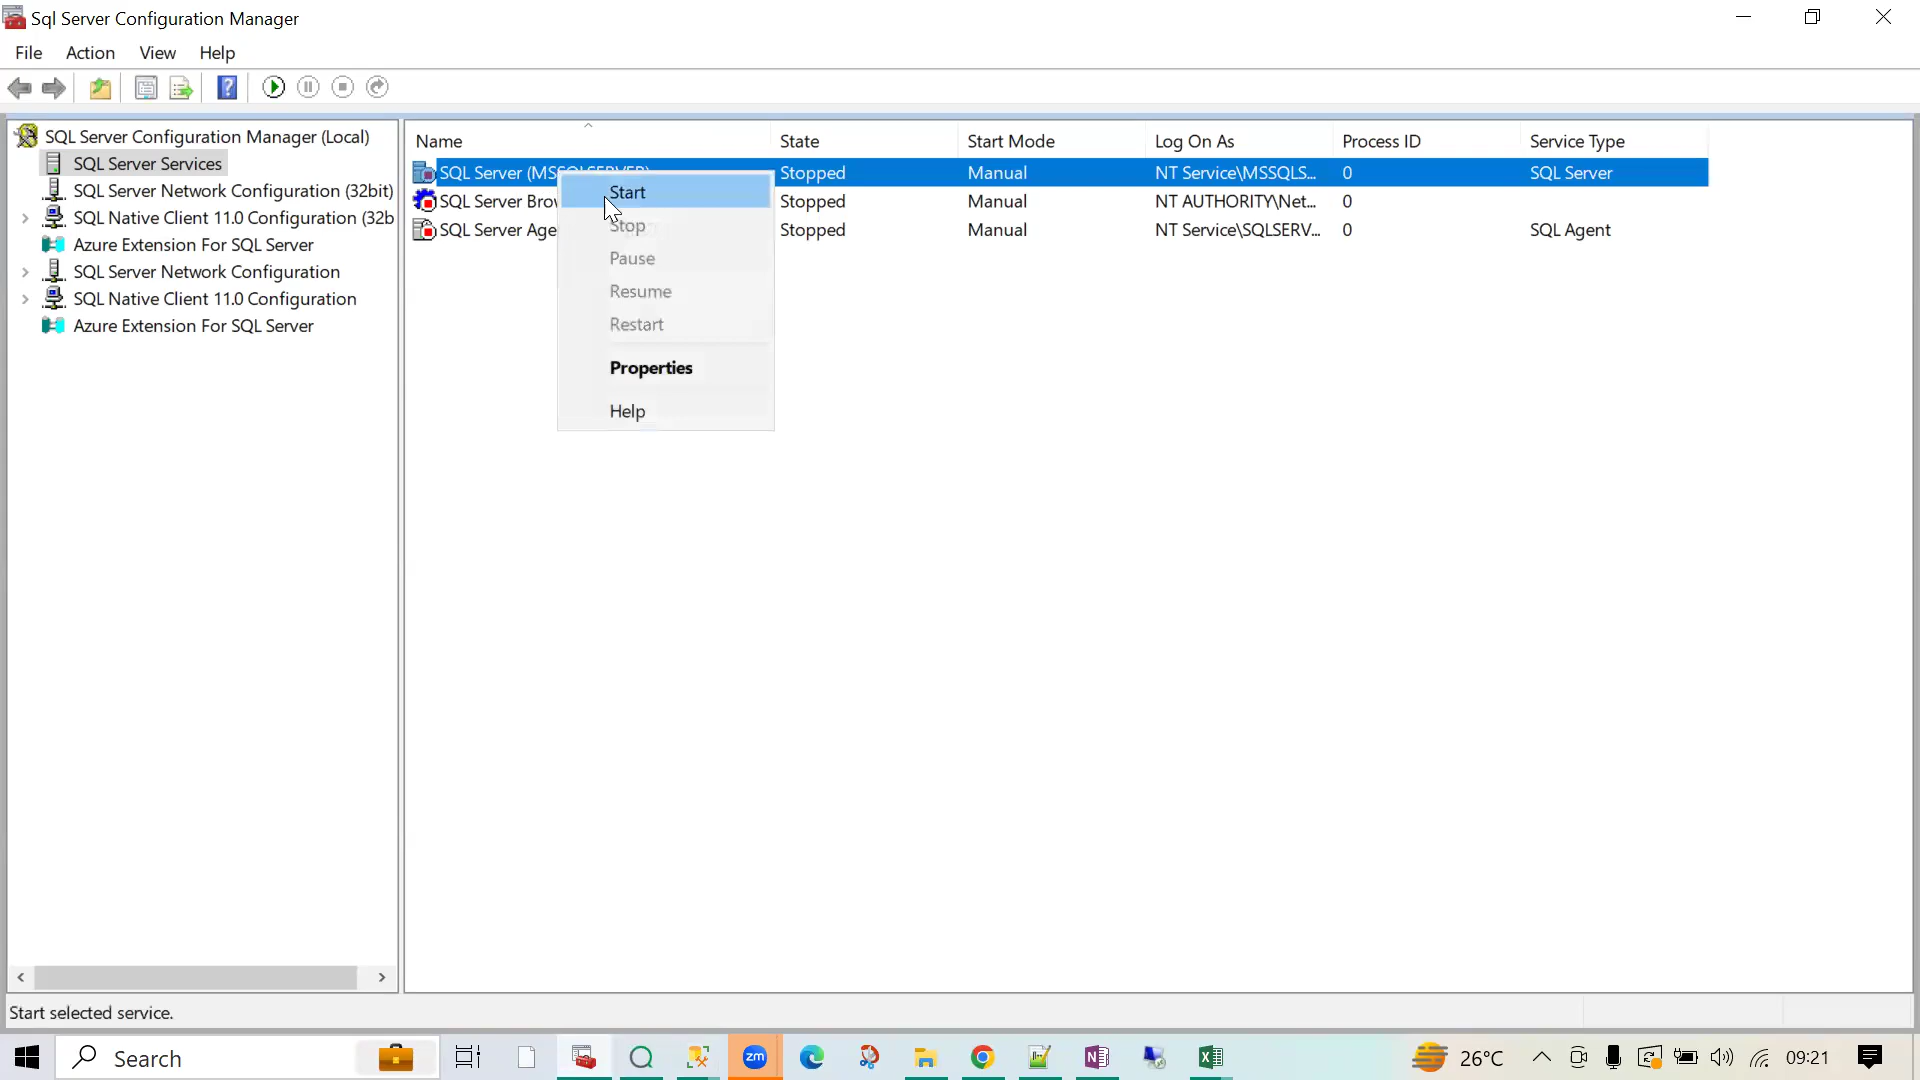 Sql Server Configuration Manager
File Action View Help
SQL Server Configuration Manager (Local)
SQL Server Services
SQL Server Network Configuration (32bit)
SQL Native Client 11.0 Configuration (32b
Azure Extension For SQL Server
SQL Server Network Configuration
SQL Native Client 11.0 Configuration
Azure Extension For SQL Server
Name State Start Mode Log On As Process ID Service Type
SQL Server (MSSQLSERVER) Stopped Manual NT Service\MSSQLS... 0 SQL Server
SQL Server Brow Stopped Manual NT AUTHORITY\Net... 0
SQL Server Age Stopped Manual NT Service\SQLSERV... 0 SQL Agent
Start
Stop
Pause
Resume
Restart
Properties
Help
Start selected service.
Search
zm
26°C
09:21